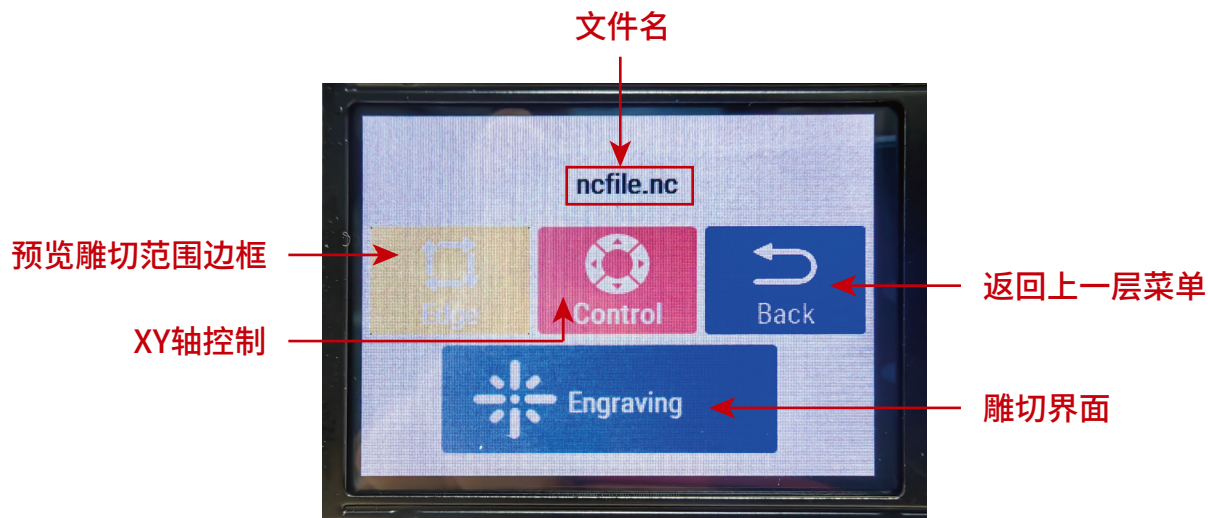 文件名
ncfile.nc
预览雕切范围边框
Edge
Control
Back
返回上一层菜单
XY轴控制
Engraving
雕切界面